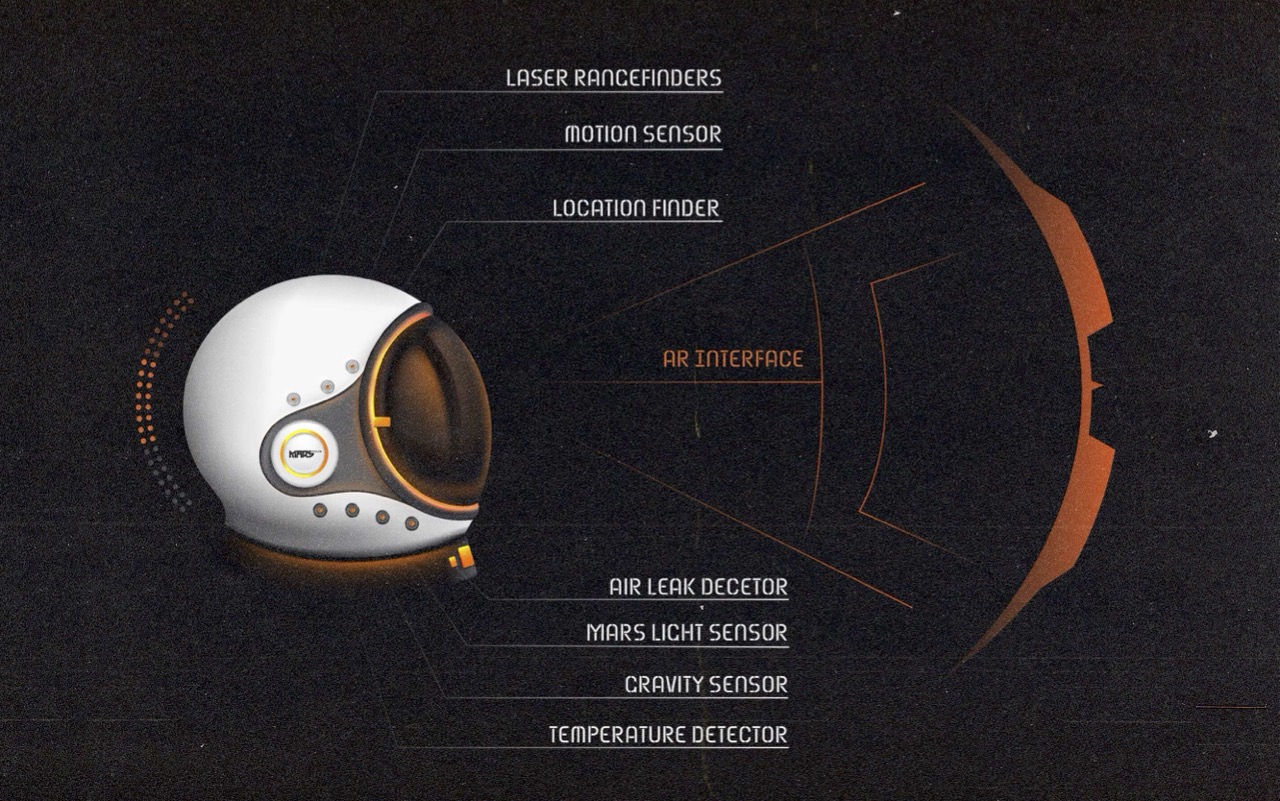 LASER RANGEFINDERS
MOTION SENSOR
LOCATION FINDER
AR INTERFACE
MARS
AIR LEAK DECETOR
MARS LIGHT SENSOR
GRAVITY SENSOR
TEMPERATURE DETECTOR